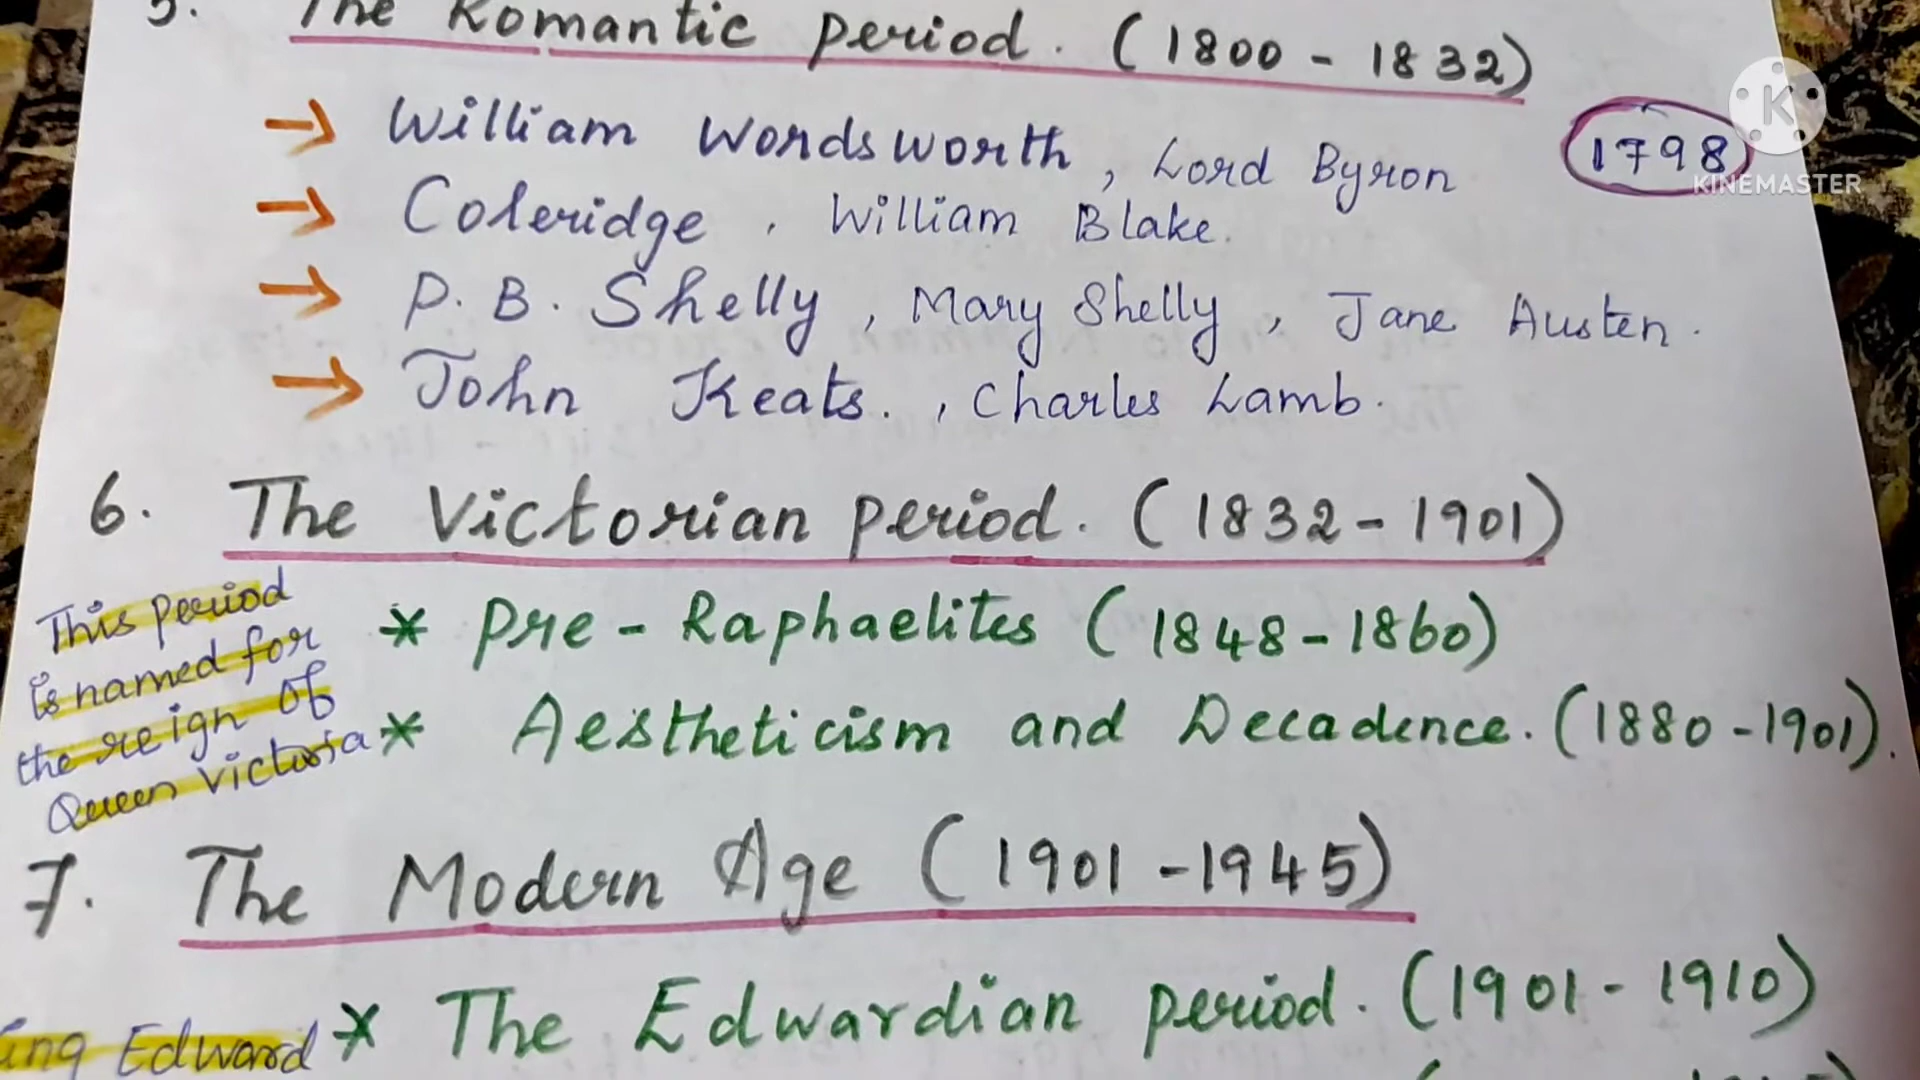 5. The Romantic period. (1800 - 1832)
→ William Wordsworth, Lord Byron
1798
KINEMASTER
→ Coleridge, William Blake.
→ P. B. Shelly, Mary Shelly, Jane Austen.
→ John Keats., Charles Lamb.
6. The Victorian period. (1832 - 1901)
This period
is named for
the reign of
Queen Victoria
* Pre - Raphaelites (1848 - 1860)
* Aestheticism and Decadence. (1880 - 1901).
7. The Modern Age (1901 - 1945)
Edward
* The Edwardian period. (1901 - 1910)